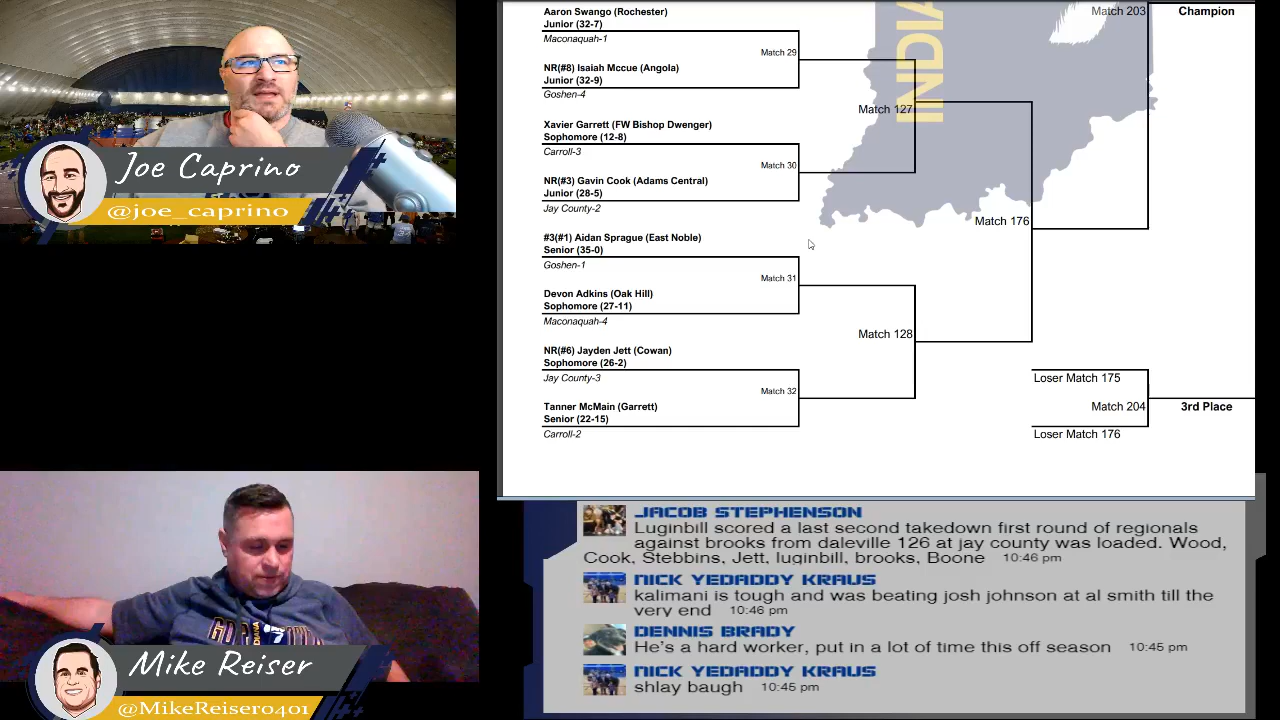 Joe Caprino
@joe_caprino
Aaron Swango (Rochester)
Junior (32-7)
Maconaquah-1
Match 29
NR(#8) Isaiah Mccue (Angola)
Junior (32-9)
Goshen-4
Match 127
Xavier Garrett (FW Bishop Dwenger)
Sophomore (12-8)
Carroll-3
Match 30
NR(#3) Gavin Cook (Adams Central)
Junior (28-5)
Jay County-2
Match 176
#3(#1) Aidan Sprague (East Noble)
Senior (35-0)
Goshen-1
Match 31
Devon Adkins (Oak Hill)
Sophomore (27-11)
Maconaquah-4
Match 128
NR(#6) Jayden Jett (Cowan)
Sophomore (26-2)
Jay County-3
Match 32
Tanner McMain (Garrett)
Senior (22-15)
Carroll-2
Match 203
Champion
Loser Match 175
Match 204
3rd Place
Loser Match 176
Mike Reiser
@MikeReiser0401
JACOB STEPHENSON
Luginbill scored a last second takedown first round of regionals
against brooks from daleville 126 at jay county was loaded. Wood,
Cook, Stebbins, Jett, luginbill, brooks, Boone 10:46 pm
NICK YEDADDY KRAUS
kalimani is tough and was beating josh johnson at al smith till the
very end 10:46 pm
DENNIS BRADY
He's a hard worker, put in a lot of time this off season 10:45 pm
NICK YEDADDY KRAUS
shlay baugh 10:45 pm